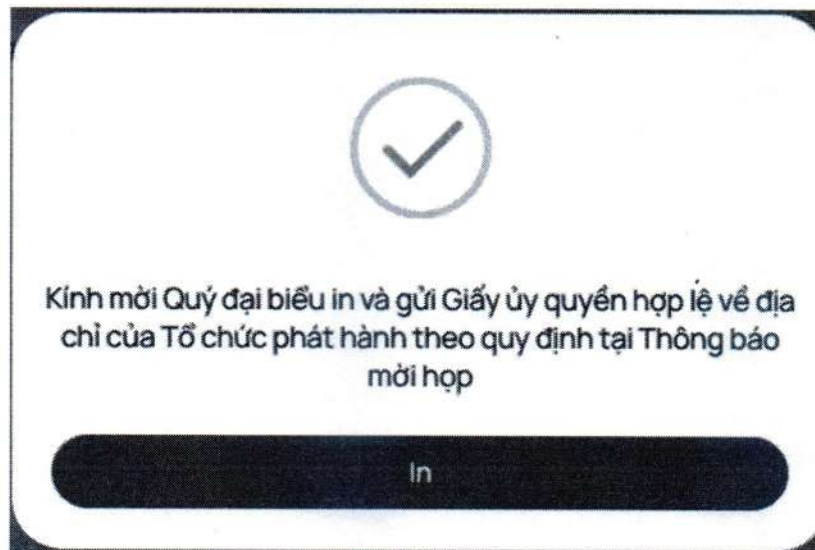 Kính mời Quý đại biểu in và gửi Giấy ủy quyền hợp lệ về địa
chỉ của Tổ chức phát hành theo quy định tại Thông báo
mời họp
In